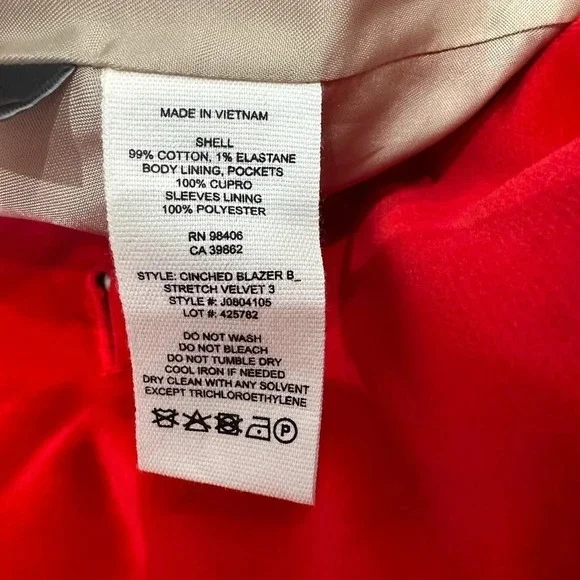 MADE IN VIETNAM
SHELL
99% COTTON, 1% ELASTANE
BODY LINING, POCKETS
100% CUPRO
SLEEVES LINING
100% POLYESTER
RN 98406
CA 39662
STYLE: CINCHED BLAZER B_
STRETCH VELVET 3
STYLE #: J0804105
LOT #: 425782
DO NOT WASH
DO NOT BLEACH
DO NOT TUMBLE DRY
COOL IRON IF NEEDED
DRY CLEAN WITH ANY SOLVENT
EXCEPT TRICHLOROETHYLENE
P